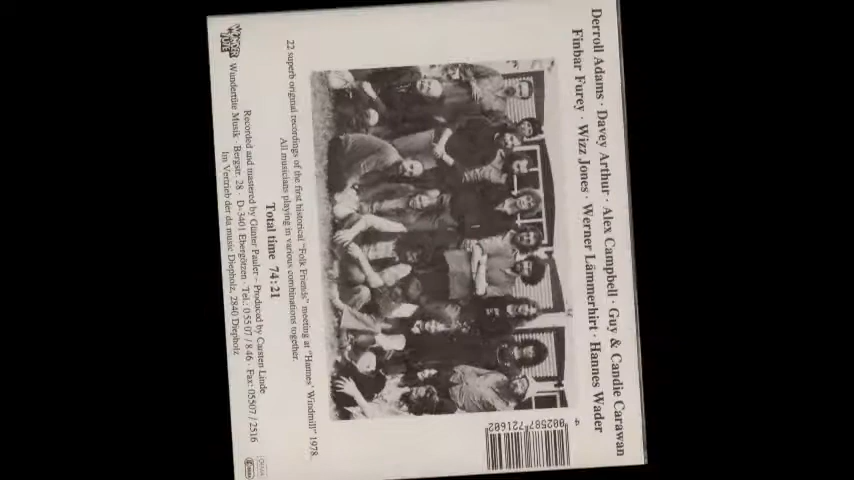 Derroll Adams · Davey Arthur · Alex Campbell · Guy & Candie Carawan
Finbar Furey · Wizz Jones · Werner Lämmerhirt · Hannes Wader
22 superb original recordings of the first historical "Folk Friends" meeting at "Hannes' Windmill" 1978.
All musicians playing in various combinations together.
Total time 74:21
Recorded and mastered by Günter Pauler – Produced by Carsten Linde
WUNDERTÜTE
Wundertüte Musik · Bergstr. 28 · D-3401 Ebergötzen · Tel.: 05507/846 · Fax: 05507/2516
Im Vertrieb der da music Diepholz, 2840 Diepholz